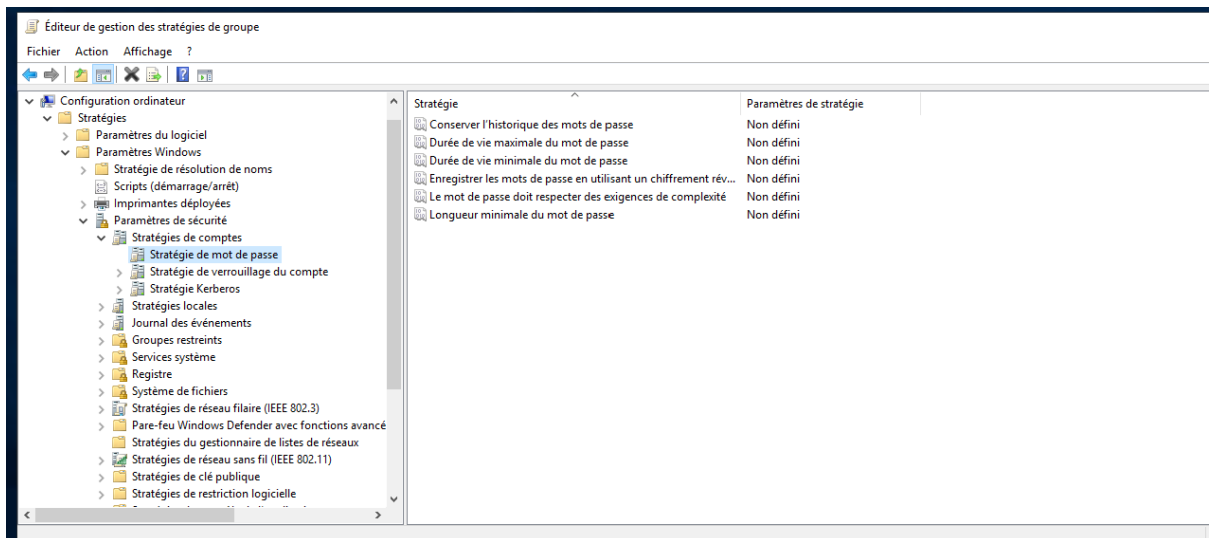 Éditeur de gestion des stratégies de groupe
Fichier Action Affichage ?
Configuration ordinateur
Stratégies
Paramètres du logiciel
Paramètres Windows
Stratégie de résolution de noms
Scripts (démarrage/arrêt)
Imprimantes déployées
Paramètres de sécurité
Stratégies de comptes
Stratégie de mot de passe
Stratégie de verrouillage du compte
Stratégie Kerberos
Stratégies locales
Journal des événements
Groupes restreints
Services système
Registre
Système de fichiers
Stratégies de réseau filaire (IEEE 802.3)
Pare-feu Windows Defender avec fonctions avancé
Stratégies du gestionnaire de listes de réseaux
Stratégies de réseau sans fil (IEEE 802.11)
Stratégies de clé publique
Stratégies de restriction logicielle
Stratégie Paramètres de stratégie
Conserver l'historique des mots de passe Non défini
Durée de vie maximale du mot de passe Non défini
Durée de vie minimale du mot de passe Non défini
Enregistrer les mots de passe en utilisant un chiffrement rév... Non défini
Le mot de passe doit respecter des exigences de complexité Non défini
Longueur minimale du mot de passe Non défini